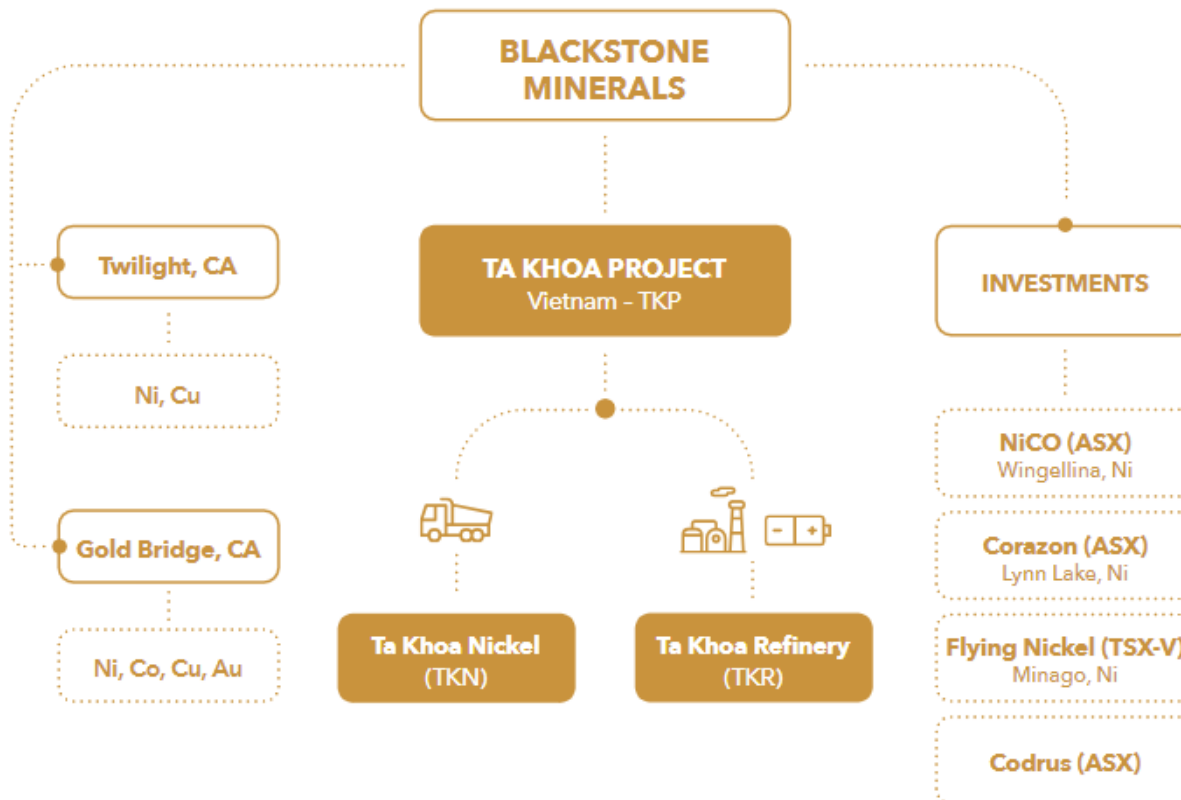 BLACKSTONE
MINERALS
Twilight, CA
Ni, Cu
Gold Bridge, CA
Ni, Co, Cu, Au
TA KHOA PROJECT
Vietnam – TKP
Ta Khoa Nickel
(TKN)
Ta Khoa Refinery
(TKR)
INVESTMENTS
NiCO (ASX)
Wingellina, Ni
Corazon (ASX)
Lynn Lake, Ni
Flying Nickel (TSX-V)
Minago, Ni
Codrus (ASX)